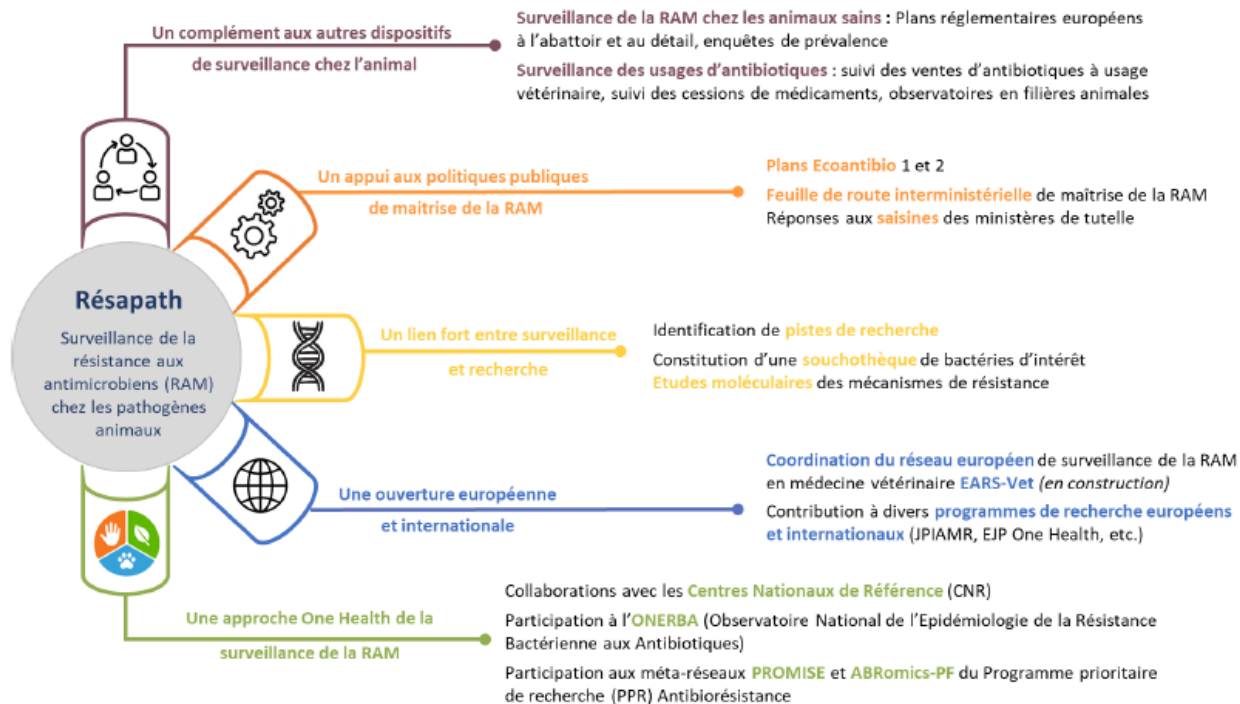 Résapath
Surveillance de la
résistance aux
antimicrobiens (RAM)
chez les pathogènes
animaux
Un complément aux autres dispositifs
de surveillance chez l'animal
Surveillance de la RAM chez les animaux sains : Plans réglementaires européens
à l'abattoir et au détail, enquêtes de prévalence
Surveillance des usages d'antibiotiques : suivi des ventes d'antibiotiques à usage
vétérinaire, suivi des cessions de médicaments, observatoires en filières animales
Un appui aux politiques publiques
de maitrise de la RAM
Plans Ecoantibio 1 et 2
Feuille de route interministérielle de maîtrise de la RAM
Réponses aux saisines des ministères de tutelle
Un lien fort entre surveillance
et recherche
Identification de pistes de recherche
Constitution d'une souchothèque de bactéries d'intérêt
Etudes moléculaires des mécanismes de résistance
Une ouverture européenne
et internationale
Coordination du réseau européen de surveillance de la RAM
en médecine vétérinaire EARS-Vet (en construction)
Contribution à divers programmes de recherche européens
et internationaux (JPIAMR, EJP One Health, etc.)
Une approche One Health de la
surveillance de la RAM
Collaborations avec les Centres Nationaux de Référence (CNR)
Participation à l'ONERBA (Observatoire National de l'Epidémiologie de la Résistance
Bactérienne aux Antibiotiques)
Participation aux méta-réseaux PROMISE et ABRomics-PF du Programme prioritaire
de recherche (PPR) Antibiorésistance